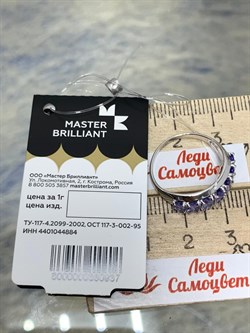 MASTER
BRILLIANT
ООО «Мастер Бриллиант»
Ул. Локомотивная, 2, г. Кострома, Россия
8 800 505 3857 masterbrilliant.com
цена за 1г
цена изд.
ТУ-117-4.2099-2002, ОСТ 117-3-002-95
ИНН 4401044884
Леди
Самоцвет
Леди
Самоцвет